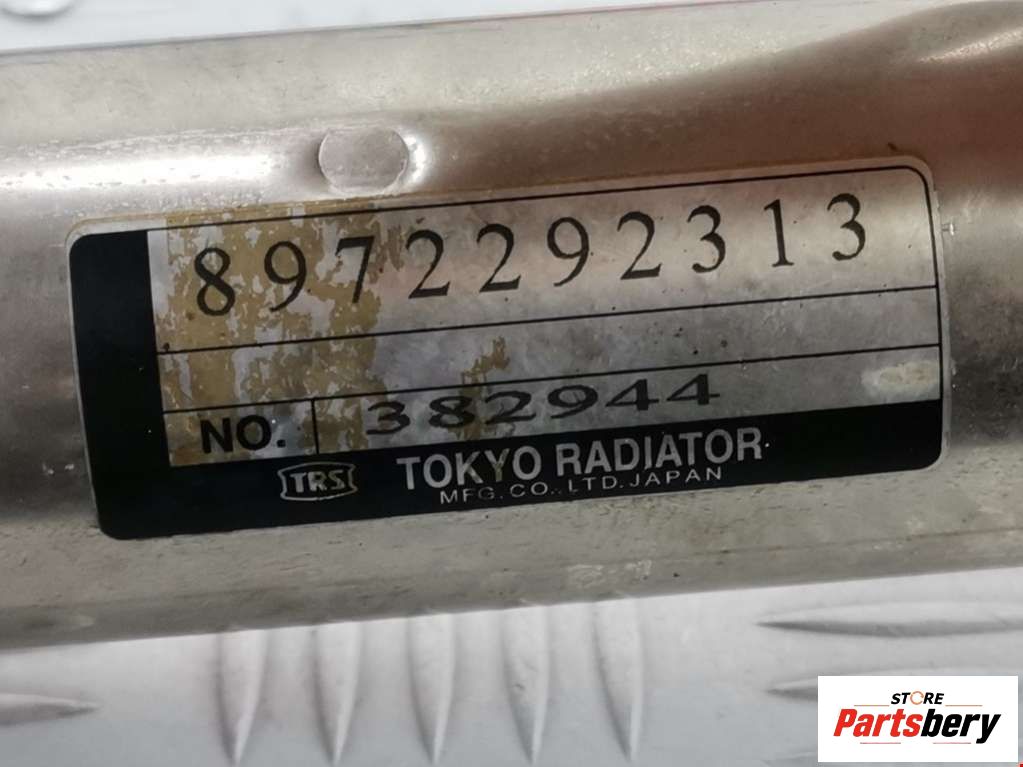 8972292313
NO. 382944
TRS TOKYO RADIATOR
MFG. CO., LTD. JAPAN
STORE
Partsbery